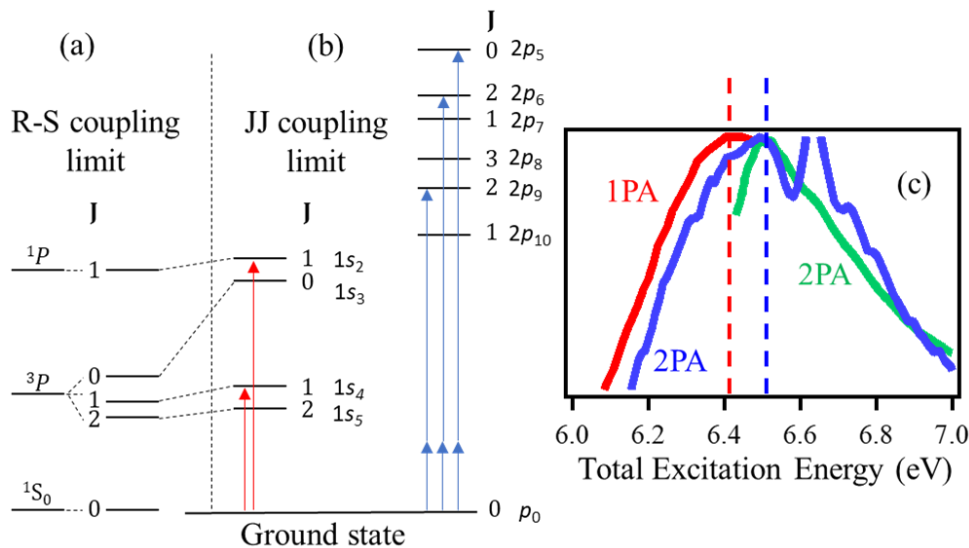 (a)
R-S coupling
limit
J
¹P
1
³P
0
1
2
¹S₀
0
(b)
JJ coupling
limit
J
1 1s₂
0 1s₃
1 1s₄
2 1s₅
Ground state
J
0 2p₅
2 2p₆
1 2p₇
3 2p₈
2 2p₉
1 2p₁₀
0 p₀
(c)
1PA
2PA
2PA
6.0 6.2 6.4 6.6 6.8 7.0
Total Excitation Energy (eV)